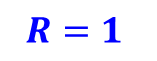 R = 1